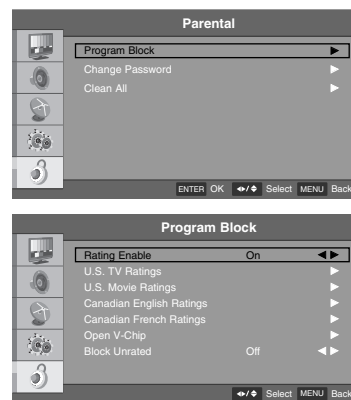 Parental
Program Block
Change Password
Clean All
ENTER OK Select MENU Back
Program Block
Rating Enable On
U.S. TV Ratings
U.S. Movie Ratings
Canadian English Ratings
Canadian French Ratings
Open V-Chip
Block Unrated Off
Select MENU Back